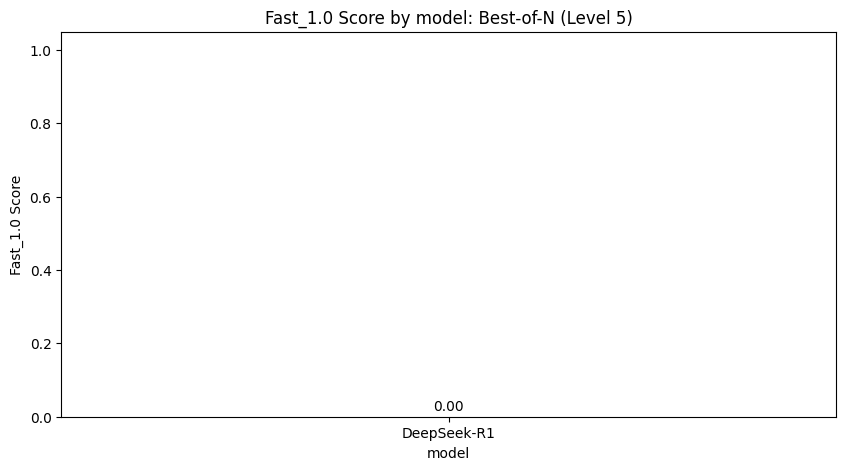 Fast_1.0 Score by model: Best-of-N (Level 5)
1.0
0.8
0.6
0.4
0.2
0.0
Fast_1.0 Score
0.00
DeepSeek-R1
model